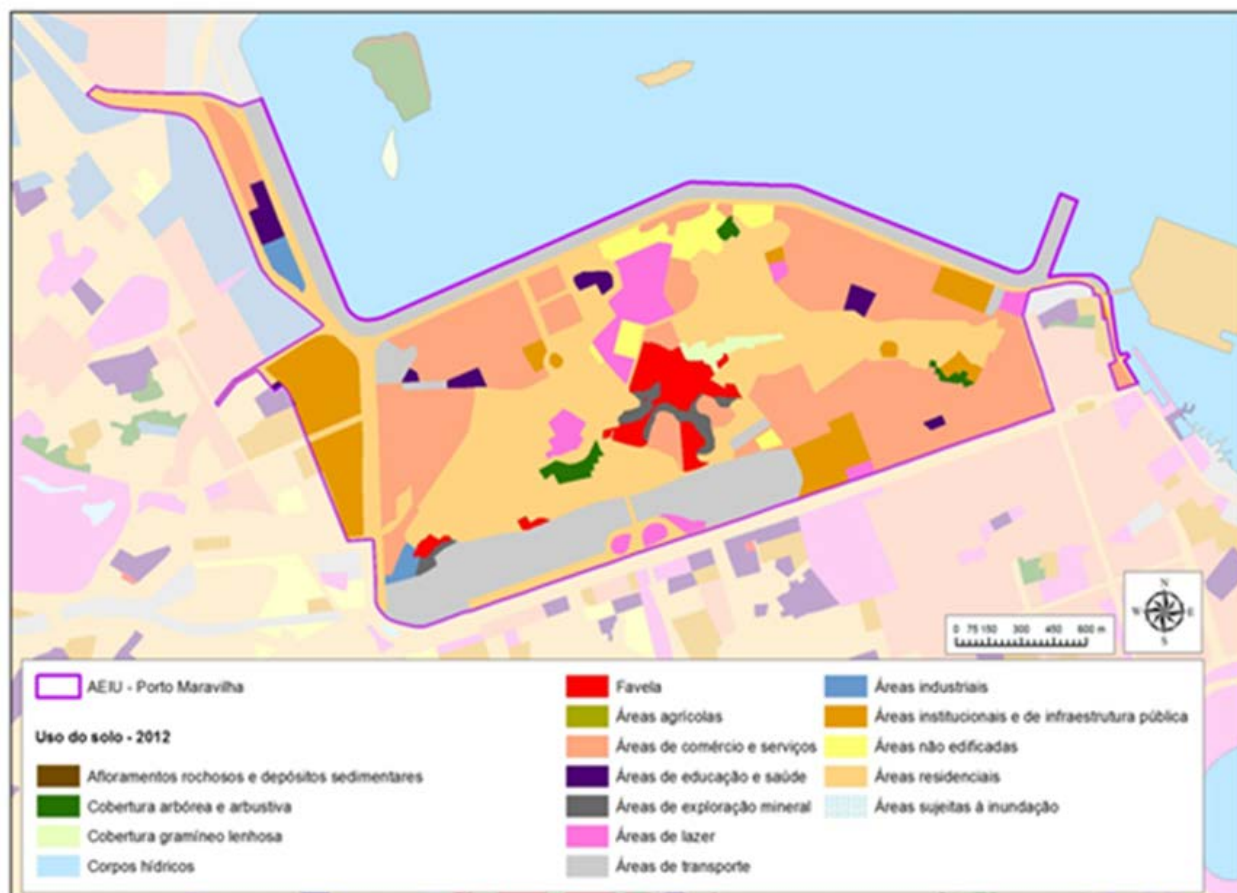 N
W E
S
0 75 150 300 450 600 m
AEIU - Porto Maravilha
Uso do solo - 2012
Afloramentos rochosos e depósitos sedimentares
Cobertura arbórea e arbustiva
Cobertura gramíneo lenhosa
Corpos hídricos
Favela
Áreas agrícolas
Áreas de comércio e serviços
Áreas de educação e saúde
Áreas de exploração mineral
Áreas de lazer
Áreas de transporte
Áreas industriais
Áreas institucionais e de infraestrutura pública
Áreas não edificadas
Áreas residenciais
Áreas sujeitas à inundação